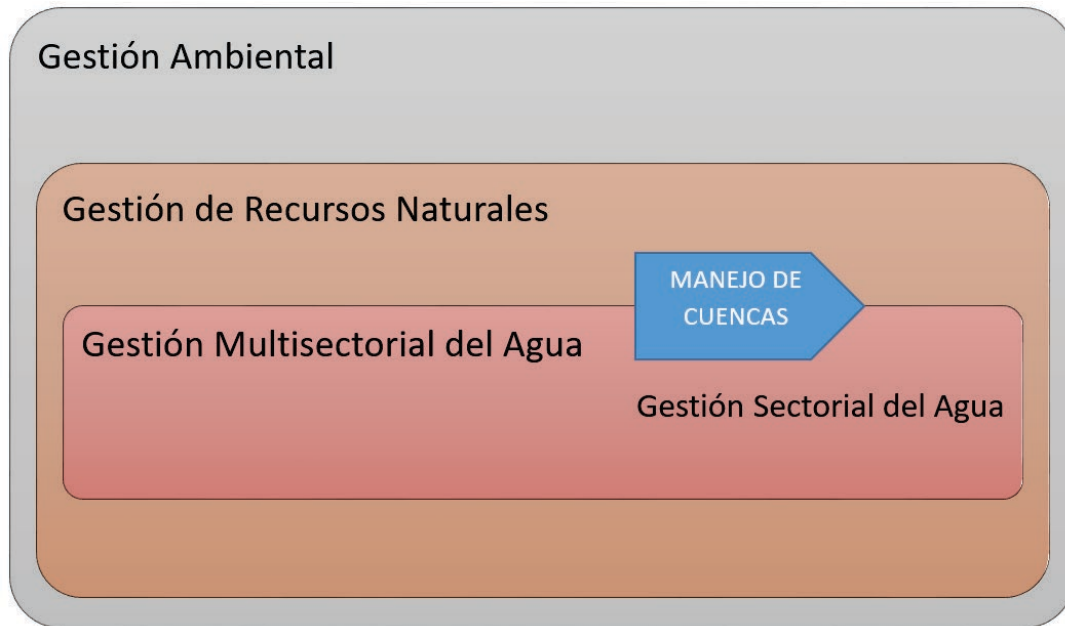 Gestión Ambiental
Gestión de Recursos Naturales
MANEJO DE
CUENCAS
Gestión Multisectorial del Agua
Gestión Sectorial del Agua